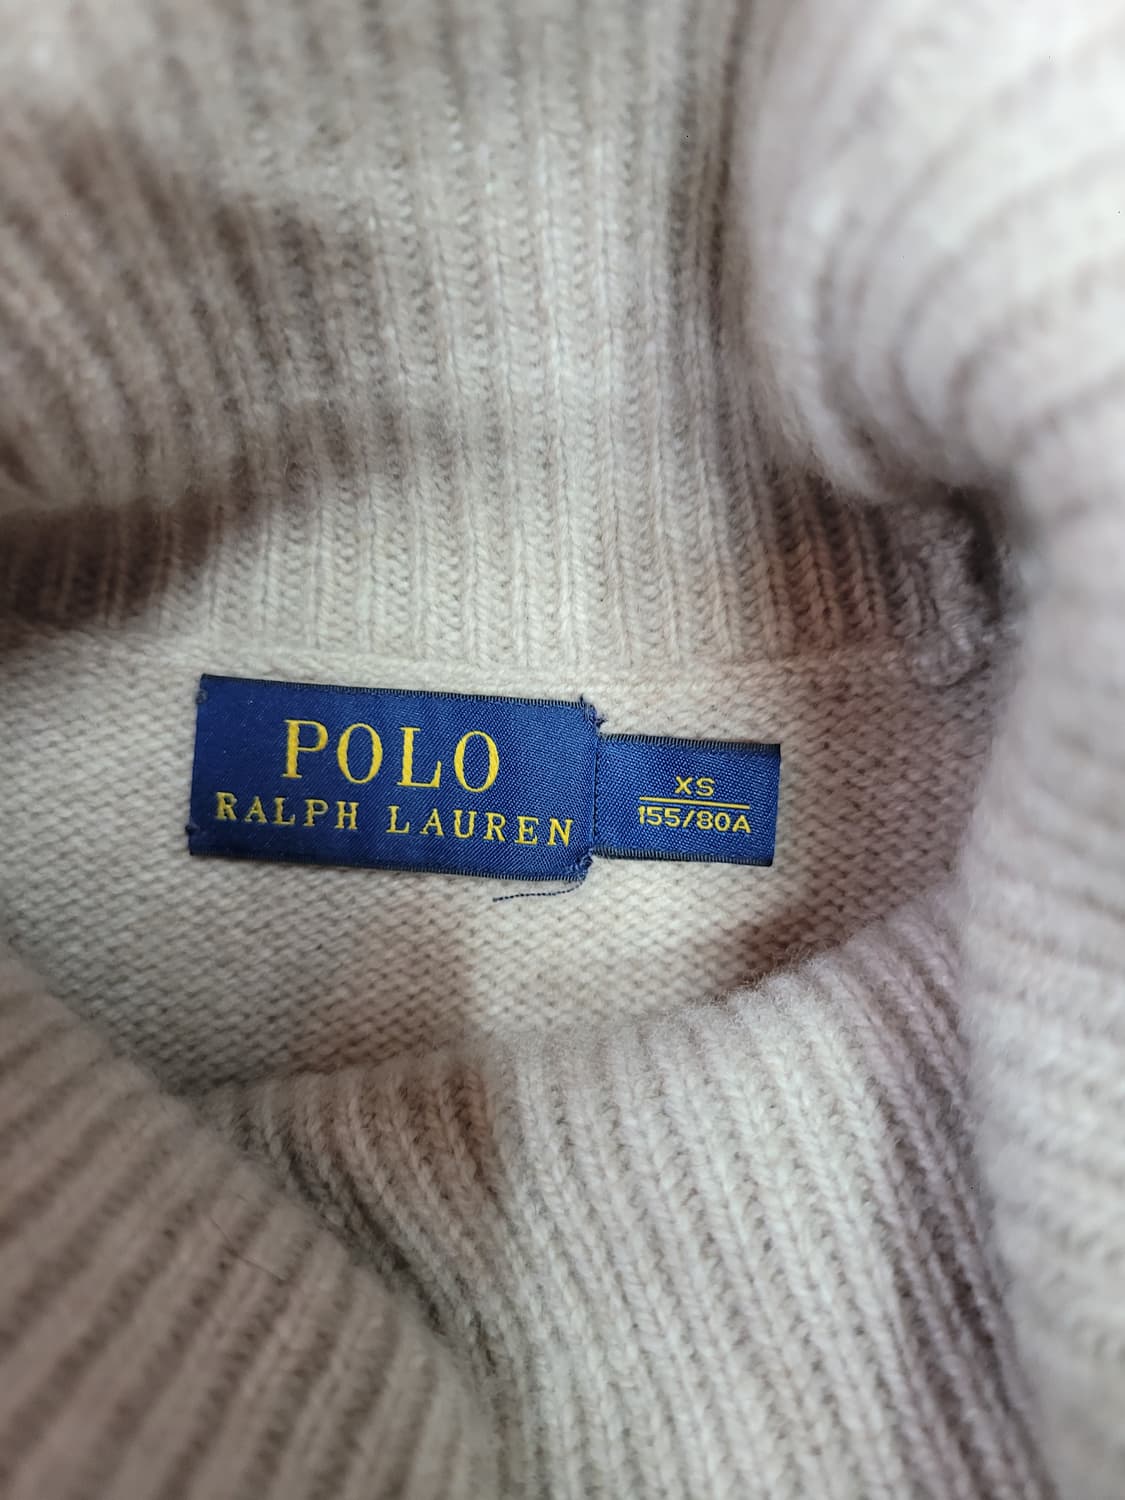 POLO
RALPH LAUREN
XS
155/80A